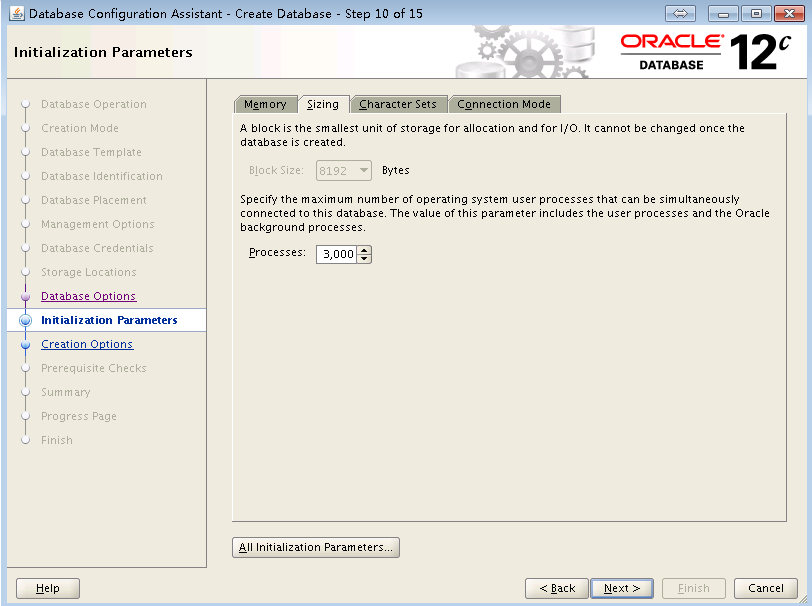 Database Configuration Assistant - Create Database - Step 10 of 15
Initialization Parameters
ORACLE®
DATABASE
12c
Database Operation
Creation Mode
Database Template
Database Identification
Database Placement
Management Options
Database Credentials
Storage Locations
Database Options
Initialization Parameters
Creation Options
Prerequisite Checks
Summary
Progress Page
Finish
Memory Sizing Character Sets Connection Mode
A block is the smallest unit of storage for allocation and for I/O. It cannot be changed once the
database is created.
Block Size: 8192 Bytes
Specify the maximum number of operating system user processes that can be simultaneously
connected to this database. The value of this parameter includes the user processes and the Oracle
background processes.
Processes: 3,000
All Initialization Parameters...
Help < Back Next > Finish Cancel